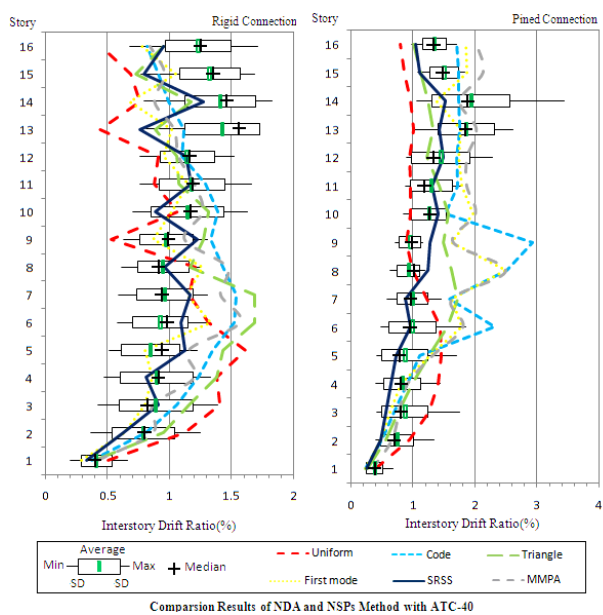 Story Rigid Connection Story Pined Connection
16 16
15 15
14 14
13 13
12 12
11 11
10 10
9 9
8 8
7 7
6 6
5 5
4 4
3 3
2 2
1 1
0 0.5 1 1.5 2 0 1 2 3 4
Interstory Drift Ratio(%) Interstory Drift Ratio(%)
Average
Min Max Median
SD SD
Uniform Code Triangle
First mode SRSS MMPA
Comparsion Results of NDA and NSPs Method with ATC-40